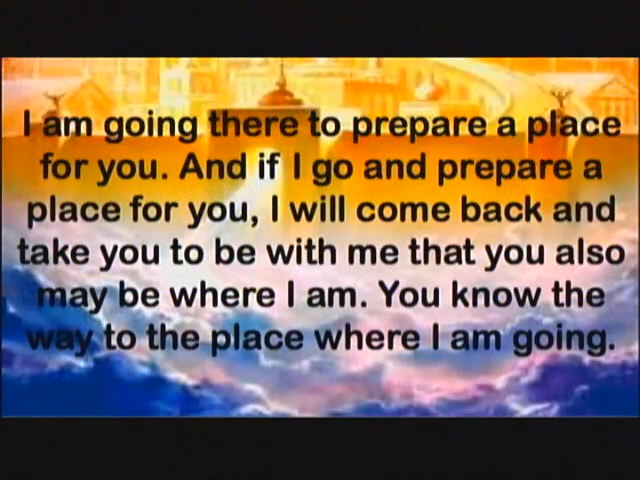 I am going there to prepare a place
for you. And if I go and prepare a
place for you, I will come back and
take you to be with me that you also
may be where I am. You know the
way to the place where I am going.